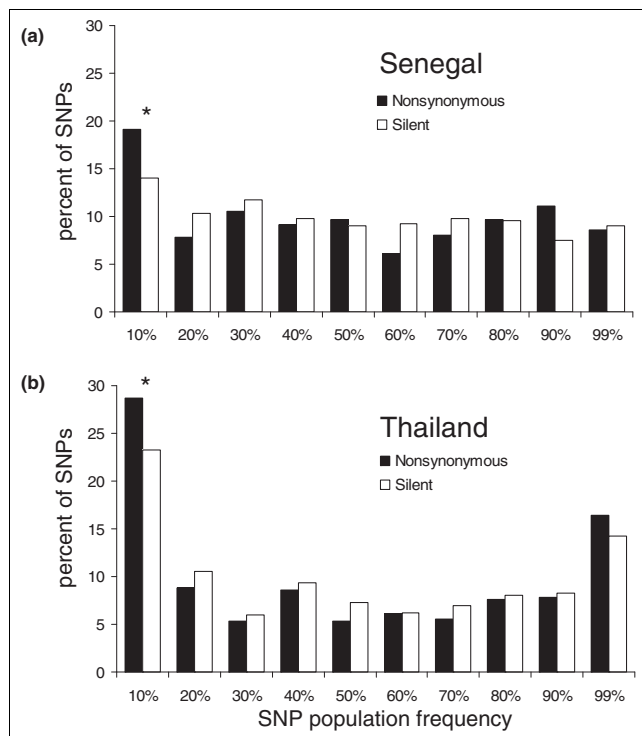 (a)
30
25
20
15
10
5
0
percent of SNPs
*
Senegal
Nonsynonymous
Silent
10% 20% 30% 40% 50% 60% 70% 80% 90% 99%
(b)
30
25
20
15
10
5
0
percent of SNPs
*
Thailand
Nonsynonymous
Silent
10% 20% 30% 40% 50% 60% 70% 80% 90% 99%
SNP population frequency